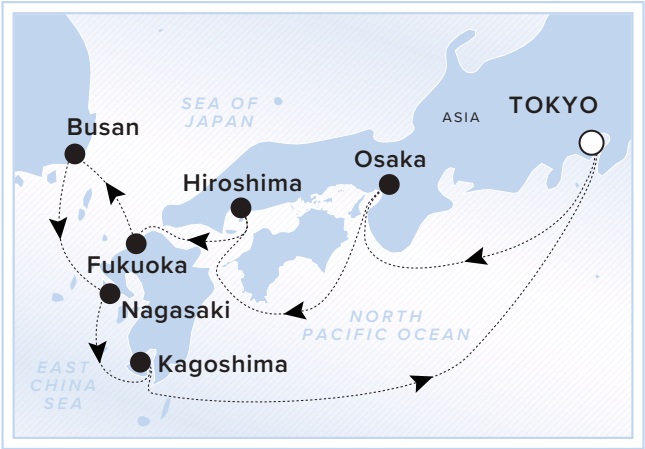 SEA OF
JAPAN
ASIA
TOKYO
Busan
Osaka
Hiroshima
Fukuoka
Nagasaki
NORTH
PACIFIC OCEAN
Kagoshima
EAST
CHINA
SEA